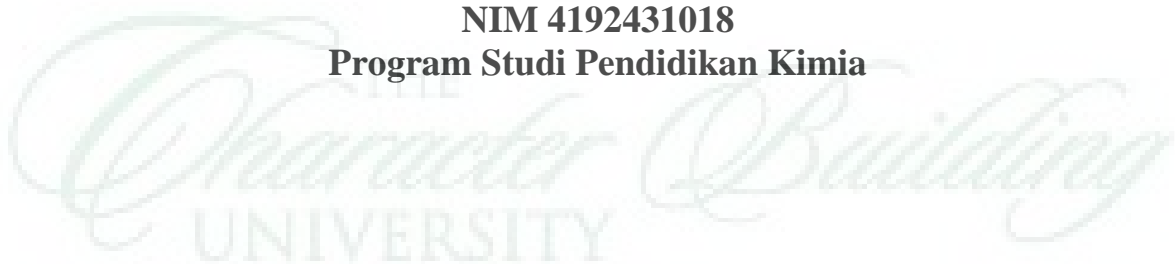 NIM 4192431018
Program Studi Pendidikan Kimia
THE
Character Building
UNIVERSITY